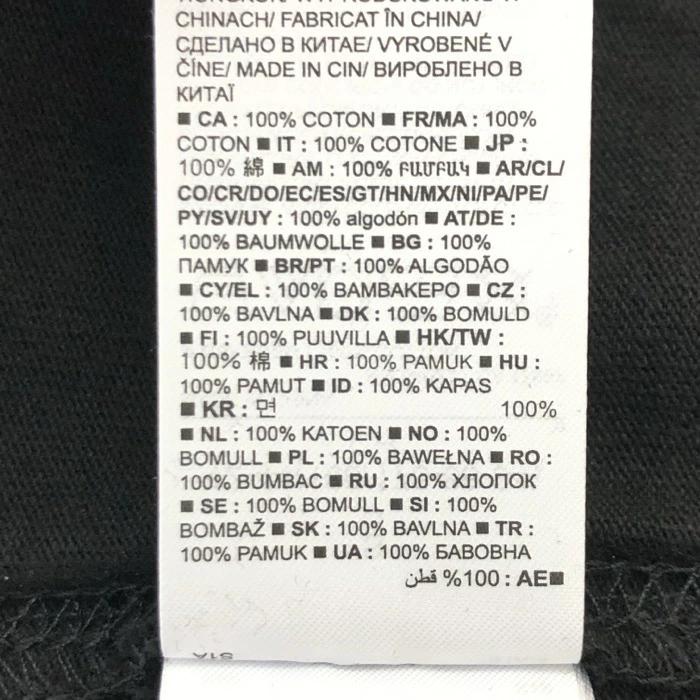 CHINACH/ FABRICAT ÎN CHINA/
СДЕЛАНО В КИТАЕ/ VYROBENÉ V
ČÍNE/ MADE IN CIN/ ВИРОБЛЕНО В
КИТАЇ
■ CA : 100% COTON ■ FR/MA : 100%
COTON ■ IT : 100% COTONE ■ JP :
100% 綿 ■ AM : 100% ԲԱՄԲԱԿ ■ AR/CL/
CO/CR/DO/EC/ES/GT/HN/MX/NI/PA/PE/
PY/SV/UY : 100% algodón ■ AT/DE :
100% BAUMWOLLE ■ BG : 100%
ПАМУК ■ BR/PT : 100% ALGODÃO
■ CY/EL : 100% ΒΑΜΒΑΚΕΡΟ ■ CZ :
100% BAVLNA ■ DK : 100% BOMULD
■ FI : 100% PUUVILLA ■ HK/TW :
100% 棉 ■ HR : 100% PAMUK ■ HU :
100% PAMUT ■ ID : 100% KAPAS
■ KR : 면 100%
■ NL : 100% KATOEN ■ NO : 100%
BOMULL ■ PL : 100% BAWEŁNA ■ RO :
100% BUMBAC ■ RU : 100% ХЛОПОК
■ SE : 100% BOMULL ■ SI : 100%
BOMBAŽ ■ SK : 100% BAVLNA ■ TR :
100% PAMUK ■ UA : 100% БАВОВНА
■AE : 100% قطن